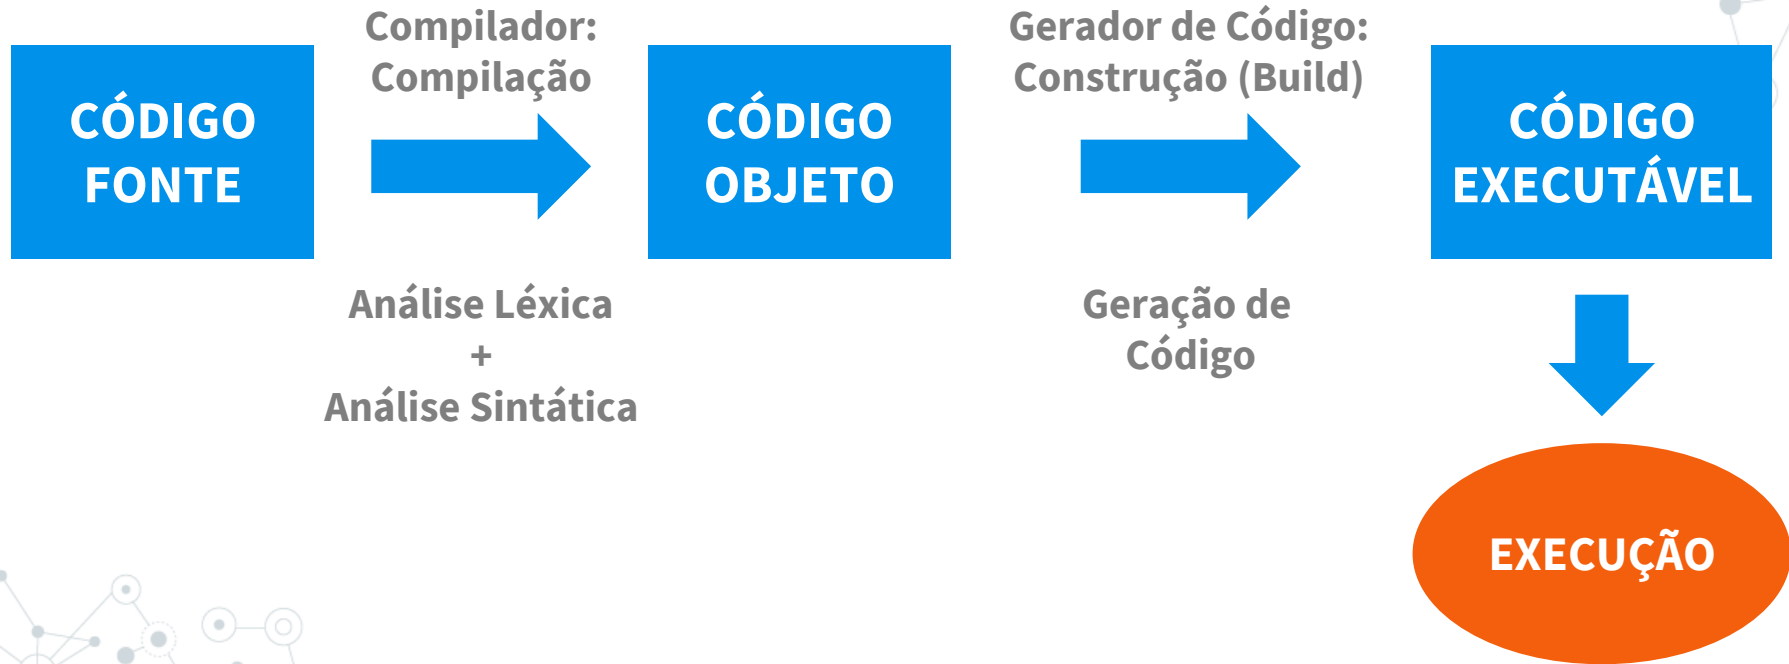 CÓDIGO
FONTE
Compilador:
Compilação
Análise Léxica
+
Análise Sintática
CÓDIGO
OBJETO
Gerador de Código:
Construção (Build)
Geração de
Código
CÓDIGO
EXECUTÁVEL
EXECUÇÃO